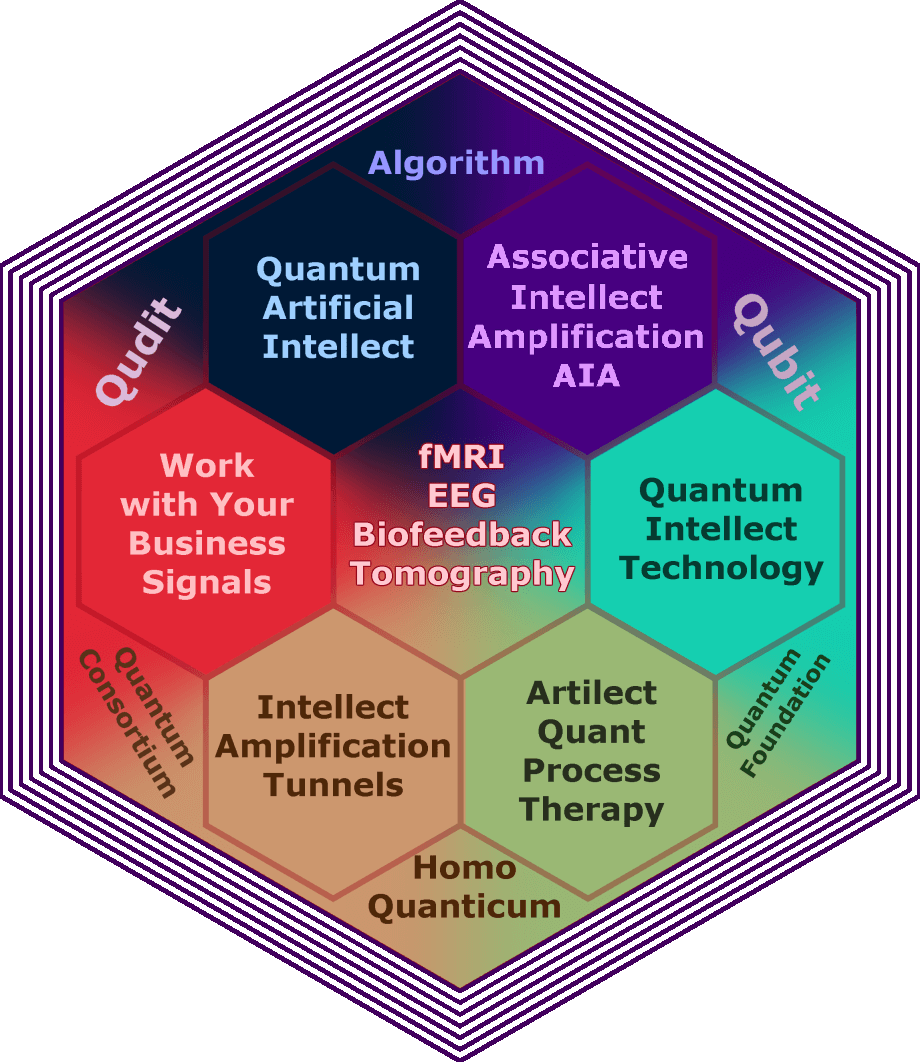 Algorithm
Quantum
Artificial
Intellect
Associative
Intellect
Amplification
AIA
Qudit
Qubit
Work
with Your
Business
Signals
fMRI
EEG
Biofeedback
Tomography
Quantum
Intellect
Technology
Quantum
Consortium
Intellect
Amplification
Tunnels
Artilect
Quant
Process
Therapy
Quantum
Foundation
Homo
Quanticum